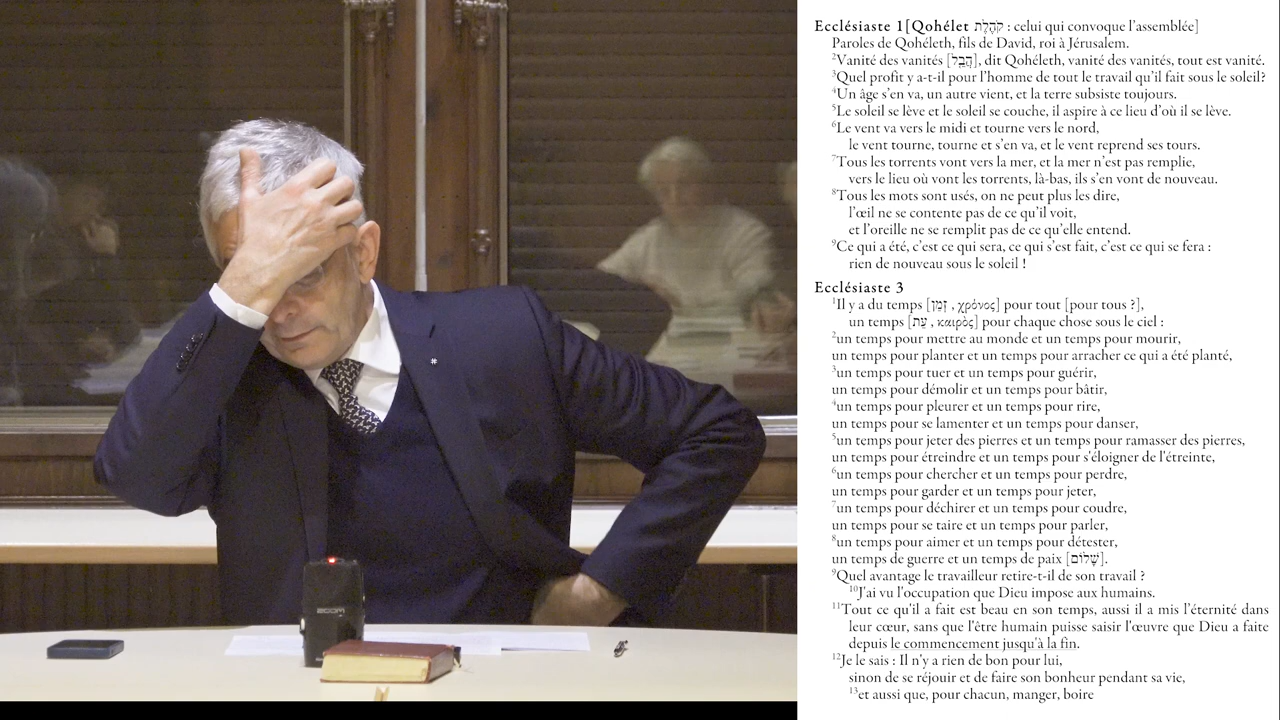 Ecclésiaste 1[Qohélet קֹהֶלֶת : celui qui convoque l'assemblée]
Paroles de Qohéleth, fils de David, roi à Jérusalem.
²Vanité des vanités [הֲבֵל], dit Qohéleth, vanité des vanités, tout est vanité.
³Quel profit y a-t-il pour l'homme de tout le travail qu'il fait sous le soleil?
⁴Un âge s'en va, un autre vient, et la terre subsiste toujours.
⁵Le soleil se lève et le soleil se couche, il aspire à ce lieu d'où il se lève.
⁶Le vent va vers le midi et tourne vers le nord,
le vent tourne, tourne et s'en va, et le vent reprend ses tours.
⁷Tous les torrents vont vers la mer, et la mer n'est pas remplie,
vers le lieu où vont les torrents, là-bas, ils s'en vont de nouveau.
⁸Tous les mots sont usés, on ne peut plus les dire,
l'œil ne se contente pas de ce qu'il voit,
et l'oreille ne se remplit pas de ce qu'elle entend.
⁹Ce qui a été, c'est ce qui sera, ce qui s'est fait, c'est ce qui se fera :
rien de nouveau sous le soleil !
Ecclésiaste 3
¹Il y a du temps [זְמָן , χρόνος] pour tout [pour tous ?],
un temps [עֵת , καιρὸς] pour chaque chose sous le ciel :
²un temps pour mettre au monde et un temps pour mourir,
un temps pour planter et un temps pour arracher ce qui a été planté,
³un temps pour tuer et un temps pour guérir,
un temps pour démolir et un temps pour bâtir,
⁴un temps pour pleurer et un temps pour rire,
un temps pour se lamenter et un temps pour danser,
⁵un temps pour jeter des pierres et un temps pour ramasser des pierres,
un temps pour étreindre et un temps pour s'éloigner de l'étreinte,
⁶un temps pour chercher et un temps pour perdre,
un temps pour garder et un temps pour jeter,
⁷un temps pour déchirer et un temps pour coudre,
un temps pour se taire et un temps pour parler,
⁸un temps pour aimer et un temps pour détester,
un temps de guerre et un temps de paix [שָׁלוֹם].
⁹Quel avantage le travailleur retire-t-il de son travail ?
¹⁰J'ai vu l'occupation que Dieu impose aux humains.
¹¹Tout ce qu'il a fait est beau en son temps, aussi il a mis l'éternité dans
leur cœur, sans que l'être humain puisse saisir l'œuvre que Dieu a faite
depuis le commencement jusqu'à la fin.
¹²Je le sais : Il n'y a rien de bon pour lui,
sinon de se réjouir et de faire son bonheur pendant sa vie,
¹³et aussi que, pour chacun, manger, boire
zoom